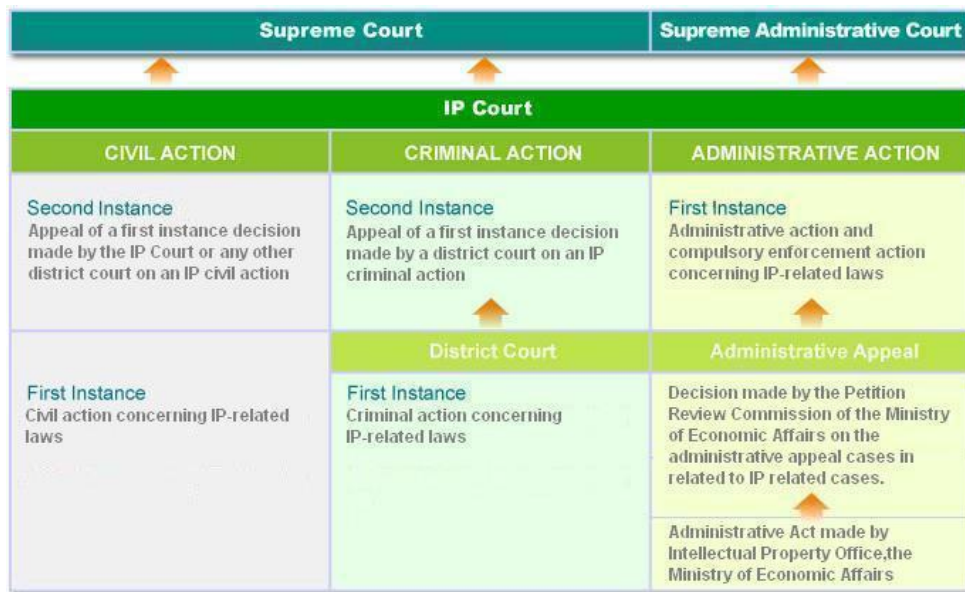 Supreme Court
Supreme Administrative Court
IP Court
CIVIL ACTION
CRIMINAL ACTION
ADMINISTRATIVE ACTION
Second Instance
Appeal of a first instance decision
made by the IP Court or any other
district court on an IP civil action
Second Instance
Appeal of a first instance decision
made by a district court on an IP
criminal action
First Instance
Administrative action and
compulsory enforcement action
concerning IP-related laws
First Instance
Civil action concerning IP-related
laws
District Court
First Instance
Criminal action concerning
IP-related laws
Administrative Appeal
Decision made by the Petition
Review Commission of the Ministry
of Economic Affairs on the
administrative appeal cases in
related to IP related cases.
Administrative Act made by
Intellectual Property Office,the
Ministry of Economic Affairs